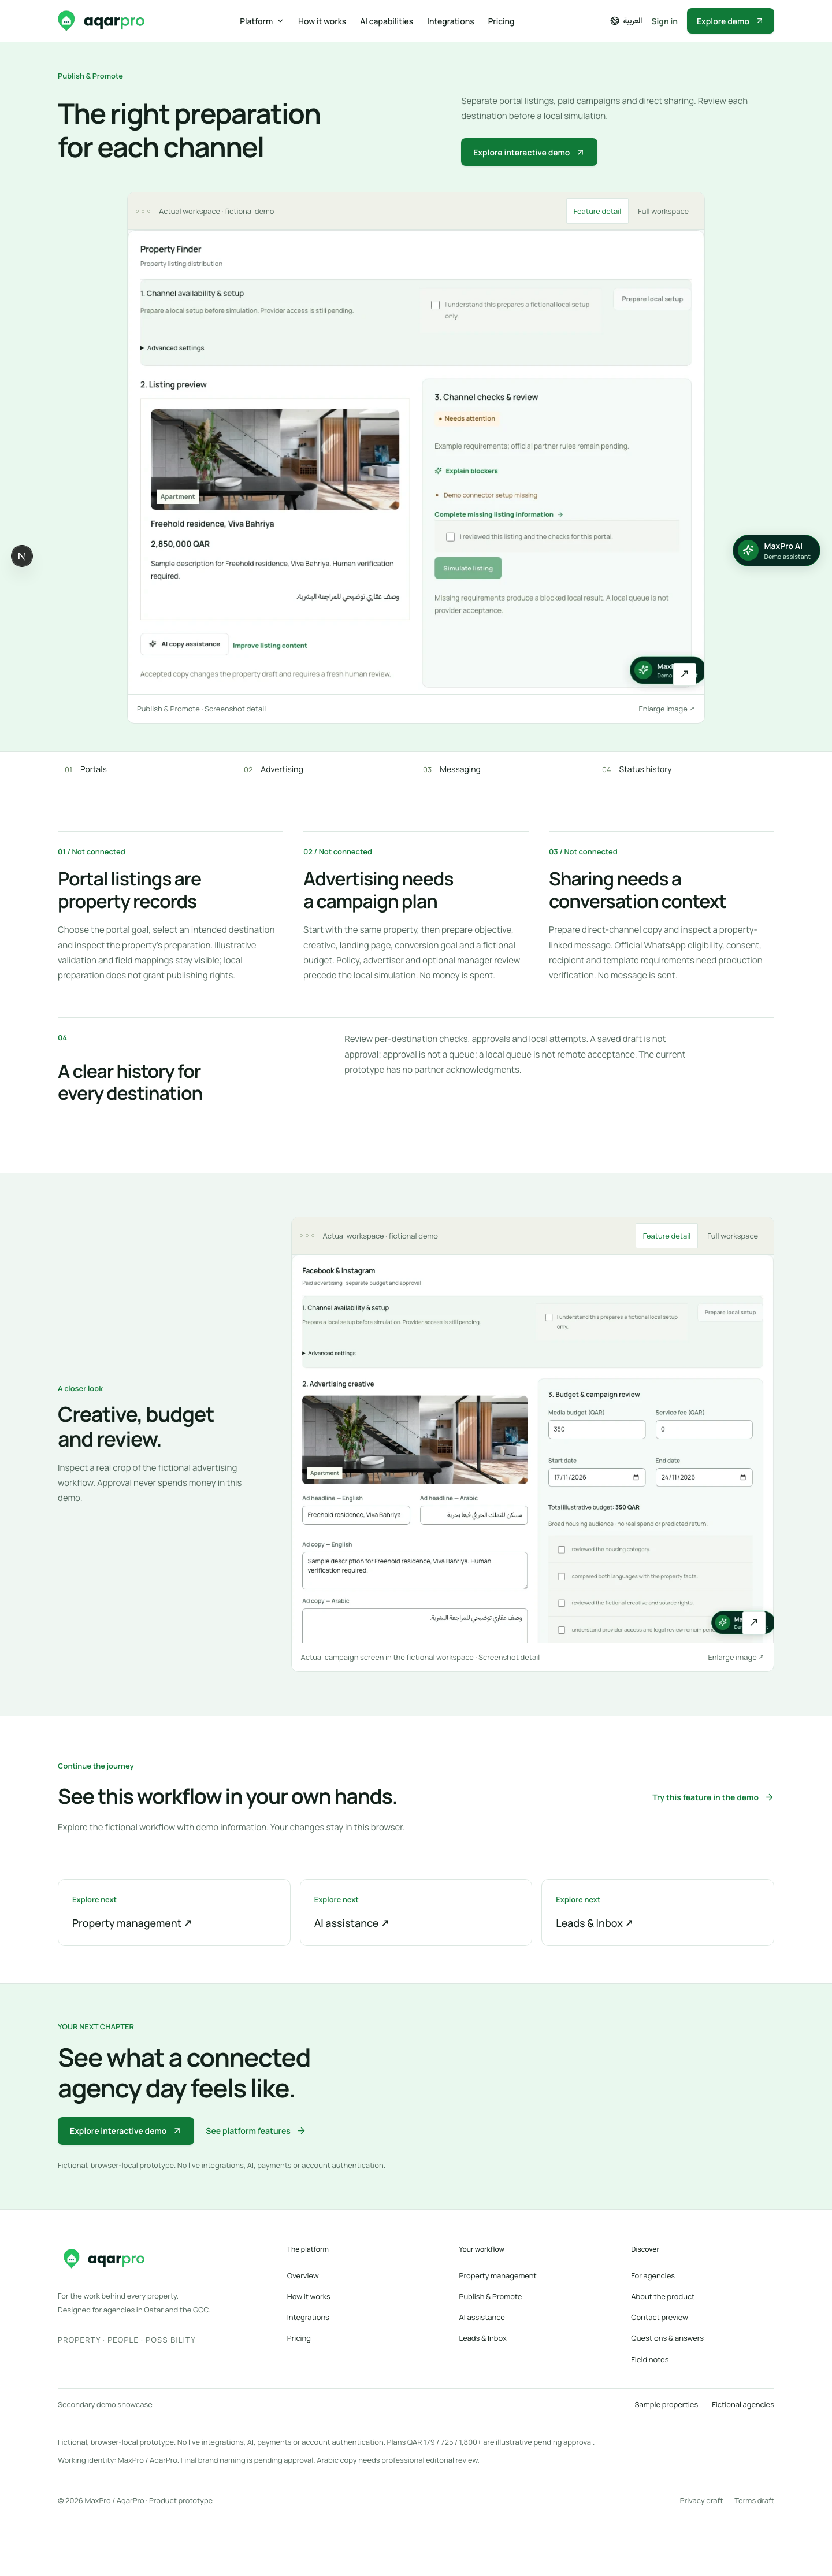 aqarpro
Platform
How it works
AI capabilities
Integrations
Pricing
العربية
Sign in
Explore demo
Publish & Promote
The right preparation
for each channel
Separate portal listings, paid campaigns and direct sharing. Review each
destination before a local simulation.
Explore interactive demo
Actual workspace · fictional demo
Feature detail
Full workspace
Property Finder
Property listing distribution
1. Channel availability & setup
Prepare a local setup before simulation. Provider access is still pending.
I understand this prepares a fictional local setup
only.
Prepare local setup
Advanced settings
2. Listing preview
Apartment
Freehold residence, Viva Bahriya
2,850,000 QAR
Sample description for Freehold residence, Viva Bahriya. Human verification
required.
وصف عقاري توضيحي للمراجعة البشرية.
AI copy assistance
Improve listing content
Accepted copy changes the property draft and requires a fresh human review.
3. Channel checks & review
Needs attention
Example requirements; official partner rules remain pending.
Explain blockers
Demo connector setup missing
Complete missing listing information
I reviewed this listing and the checks for this portal.
Simulate listing
Missing requirements produce a blocked local result. A local queue is not
provider acceptance.
MaxPro AI
Demo assistant
Publish & Promote · Screenshot detail
Enlarge image ↗
01 Portals
02 Advertising
03 Messaging
04 Status history
01 / Not connected
Portal listings are
property records
Choose the portal goal, select an intended destination
and inspect the property's preparation. Illustrative
validation and field mappings stay visible; local
preparation does not grant publishing rights.
02 / Not connected
Advertising needs
a campaign plan
Start with the same property, then prepare objective,
creative, landing page, conversion goal and a fictional
budget. Policy, advertiser and optional manager review
precede the local simulation. No money is spent.
03 / Not connected
Sharing needs a
conversation context
Prepare direct-channel copy and inspect a property-
linked message. Official WhatsApp eligibility, consent,
recipient and template requirements need production
verification. No message is sent.
04
A clear history for
every destination
Review per-destination checks, approvals and local attempts. A saved draft is not
approval; approval is not a queue; a local queue is not remote acceptance. The current
prototype has no partner acknowledgments.
A closer look
Creative, budget
and review.
Inspect a real crop of the fictional advertising
workflow. Approval never spends money in this
demo.
Actual workspace · fictional demo
Feature detail
Full workspace
Facebook & Instagram
Paid advertising · separate budget and approval
1. Channel availability & setup
Prepare a local setup before simulation. Provider access is still pending.
I understand this prepares a fictional local setup
only.
Prepare local setup
Advanced settings
2. Advertising creative
Apartment
Ad headline — English
Ad headline — Arabic
Freehold residence, Viva Bahriya
مسكن للتملك الحر في فيفا بحرية
Ad copy — English
Sample description for Freehold residence, Viva Bahriya. Human
verification required.
Ad copy — Arabic
وصف عقاري توضيحي للمراجعة البشرية.
3. Budget & campaign review
Media budget (QAR)
Service fee (QAR)
350
0
Start date
End date
17/11/2026
24/11/2026
Total illustrative budget: 350 QAR
Broad housing audience · no real spend or predicted return.
I reviewed the housing category.
I compared both languages with the property facts.
I reviewed the fictional creative and source rights.
I understand provider access and legal review remain
Actual campaign screen in the fictional workspace · Screenshot detail
Enlarge image ↗
Continue the journey
See this workflow in your own hands.
Explore the fictional workflow with demo information. Your changes stay in this browser.
Try this feature in the demo
Explore next
Property management ↗
Explore next
AI assistance ↗
Explore next
Leads & Inbox ↗
YOUR NEXT CHAPTER
See what a connected
agency day feels like.
Explore interactive demo
See platform features
Fictional, browser-local prototype. No live integrations, AI, payments or account authentication.
aqarpro
For the work behind every property.
Designed for agencies in Qatar and the GCC.
PROPERTY · PEOPLE · POSSIBILITY
The platform
Overview
How it works
Integrations
Pricing
Your workflow
Property management
Publish & Promote
AI assistance
Leads & Inbox
Discover
For agencies
About the product
Contact preview
Questions & answers
Field notes
Secondary demo showcase
Sample properties
Fictional agencies
Fictional, browser-local prototype. No live integrations, AI, payments or account authentication. Plans QAR 179 / 725 / 1,800+ are illustrative pending approval.
Working identity: MaxPro / AqarPro. Final brand naming is pending approval. Arabic copy needs professional editorial review.
© 2026 MaxPro / AqarPro · Product prototype
Privacy draft
Terms draft